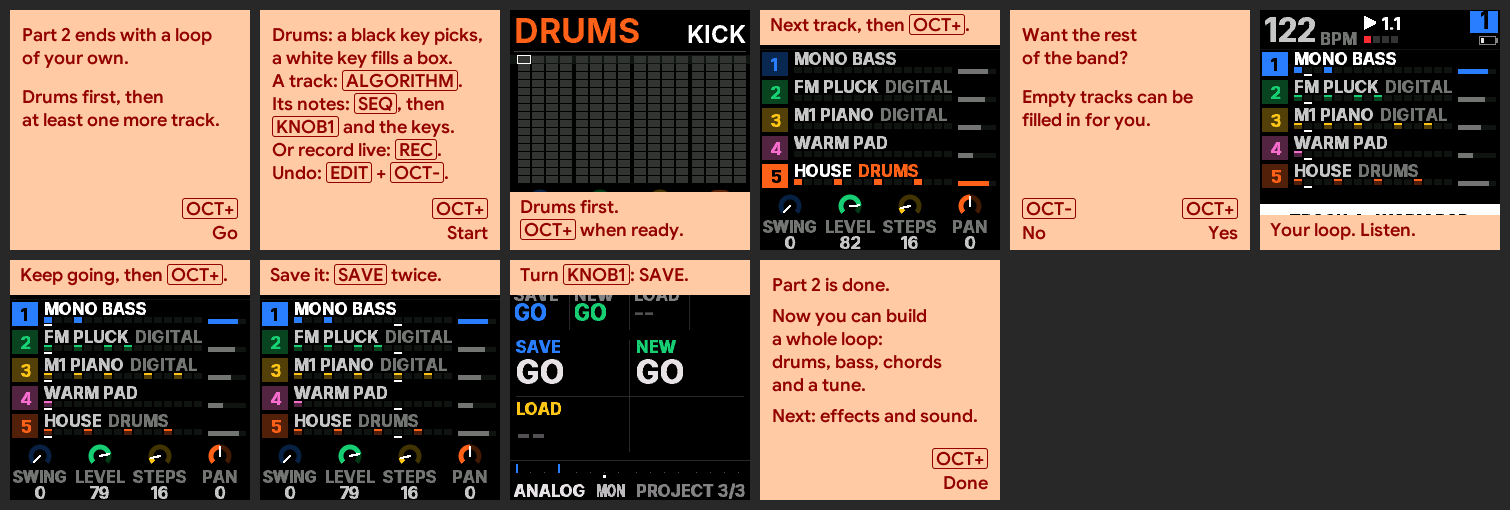 Part 2 ends with a loop
of your own.
Drums first, then
at least one more track.
OCT+
Go
Drums: a black key picks,
a white key fills a box.
A track: ALGORITHM.
Its notes: SEQ, then
KNOB1 and the keys.
Or record live: REC.
Undo: EDIT + OCT-.
OCT+
Start
DRUMS KICK
Drums first.
OCT+ when ready.
Next track, then OCT+.
1 MONO BASS
2 FM PLUCK DIGITAL
3 M1 PIANO DIGITAL
4 WARM PAD
5 HOUSE DRUMS
SWING LEVEL STEPS PAN
0 82 16 0
Want the rest
of the band?
Empty tracks can be
filled in for you.
OCT- OCT+
No Yes
122 BPM 1.1 1
1 MONO BASS
2 FM PLUCK DIGITAL
3 M1 PIANO DIGITAL
4 WARM PAD
5 HOUSE DRUMS
Your loop. Listen.
Keep going, then OCT+.
1 MONO BASS
2 FM PLUCK DIGITAL
3 M1 PIANO DIGITAL
4 WARM PAD
5 HOUSE DRUMS
SWING LEVEL STEPS PAN
0 79 16 0
Save it: SAVE twice.
1 MONO BASS
2 FM PLUCK DIGITAL
3 M1 PIANO DIGITAL
4 WARM PAD
5 HOUSE DRUMS
SWING LEVEL STEPS PAN
0 79 16 0
Turn KNOB1: SAVE.
SAVE NEW LOAD
GO GO --
SAVE NEW
GO GO
LOAD
--
ANALOG MON PROJECT 3/3
Part 2 is done.
Now you can build
a whole loop:
drums, bass, chords
and a tune.
Next: effects and sound.
OCT+
Done